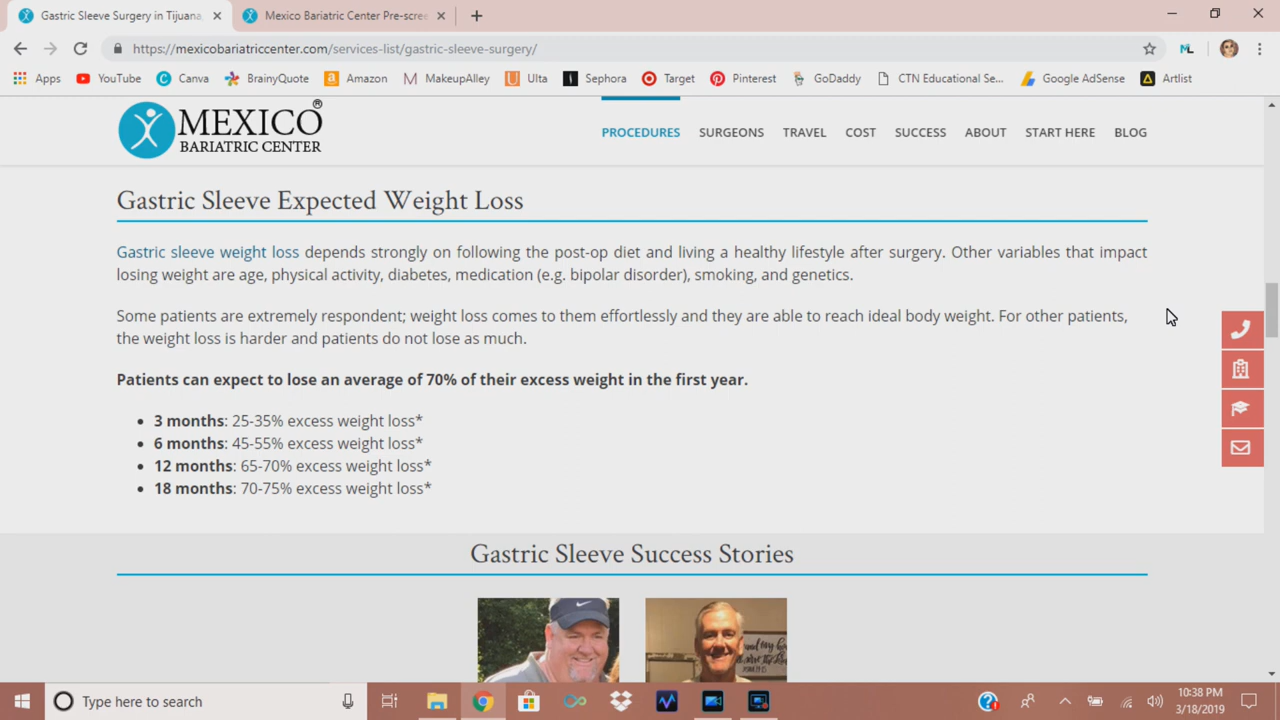 Gastric Sleeve Surgery in Tijuana,
Mexico Bariatric Center Pre-scree
https://mexicobariatriccenter.com/services-list/gastric-sleeve-surgery/
Apps YouTube Canva BrainyQuote Amazon MakeupAlley Ulta Sephora Target Pinterest GoDaddy CTN Educational Se... Google AdSense Artlist
MEXICO®
BARIATRIC CENTER
PROCEDURES SURGEONS TRAVEL COST SUCCESS ABOUT START HERE BLOG
Gastric Sleeve Expected Weight Loss
Gastric sleeve weight loss depends strongly on following the post-op diet and living a healthy lifestyle after surgery. Other variables that impact
losing weight are age, physical activity, diabetes, medication (e.g. bipolar disorder), smoking, and genetics.
Some patients are extremely respondent; weight loss comes to them effortlessly and they are able to reach ideal body weight. For other patients,
the weight loss is harder and patients do not lose as much.
Patients can expect to lose an average of 70% of their excess weight in the first year.
• 3 months: 25-35% excess weight loss*
• 6 months: 45-55% excess weight loss*
• 12 months: 65-70% excess weight loss*
• 18 months: 70-75% excess weight loss*
Gastric Sleeve Success Stories
Type here to search
10:38 PM
3/18/2019